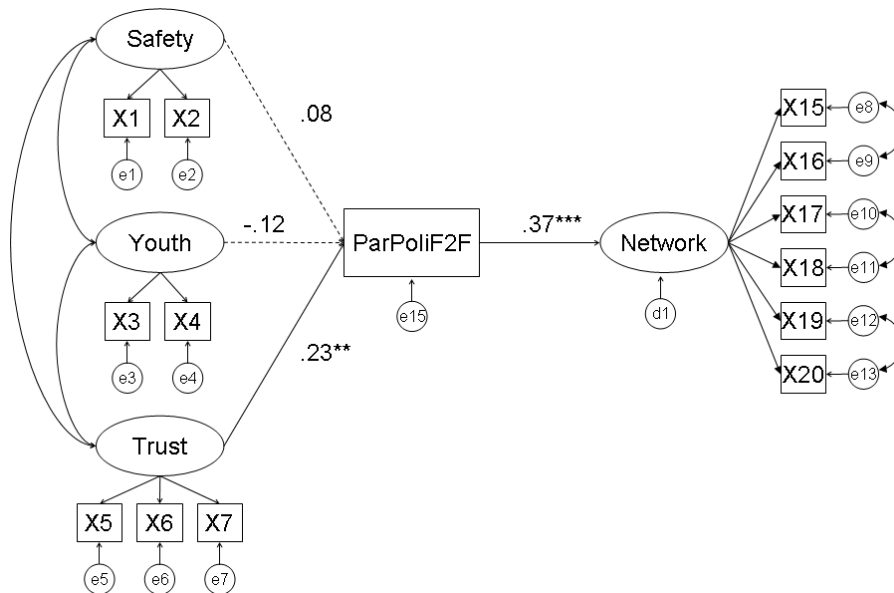 Safety
X1 X2
e1 e2
.08
Youth
-.12
X3 X4
e3 e4
.23**
Trust
X5 X6 X7
e5 e6 e7
ParPoliF2F
e15
.37***
Network
d1
X15 e8
X16 e9
X17 e10
X18 e11
X19 e12
X20 e13